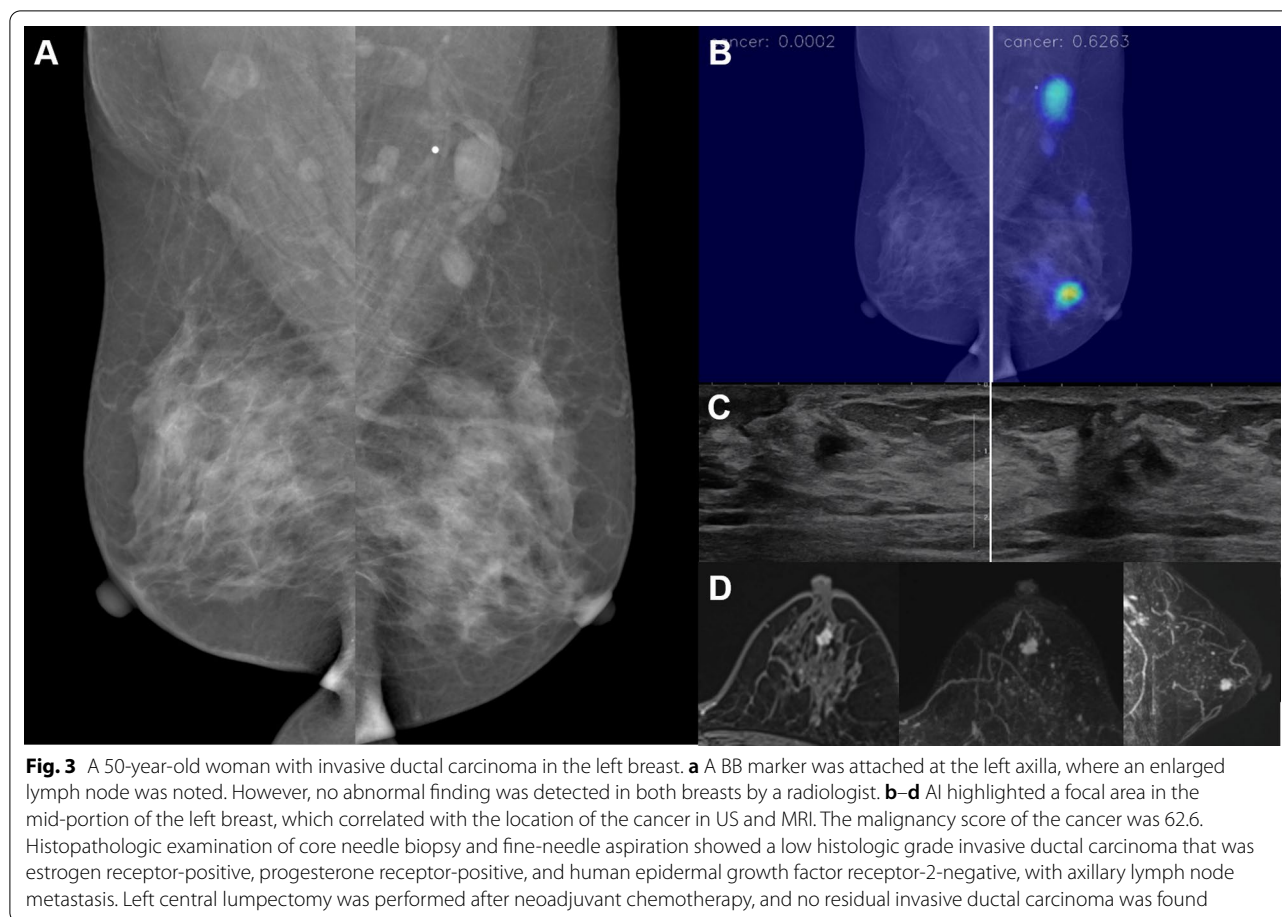 A
B
cancer: 0.0002
cancer: 0.6263
C
D
Fig. 3 A 50-year-old woman with invasive ductal carcinoma in the left breast. a A BB marker was attached at the left axilla, where an enlarged
lymph node was noted. However, no abnormal finding was detected in both breasts by a radiologist. b–d AI highlighted a focal area in the
mid-portion of the left breast, which correlated with the location of the cancer in US and MRI. The malignancy score of the cancer was 62.6.
Histopathologic examination of core needle biopsy and fine-needle aspiration showed a low histologic grade invasive ductal carcinoma that was
estrogen receptor-positive, progesterone receptor-positive, and human epidermal growth factor receptor-2-negative, with axillary lymph node
metastasis. Left central lumpectomy was performed after neoadjuvant chemotherapy, and no residual invasive ductal carcinoma was found